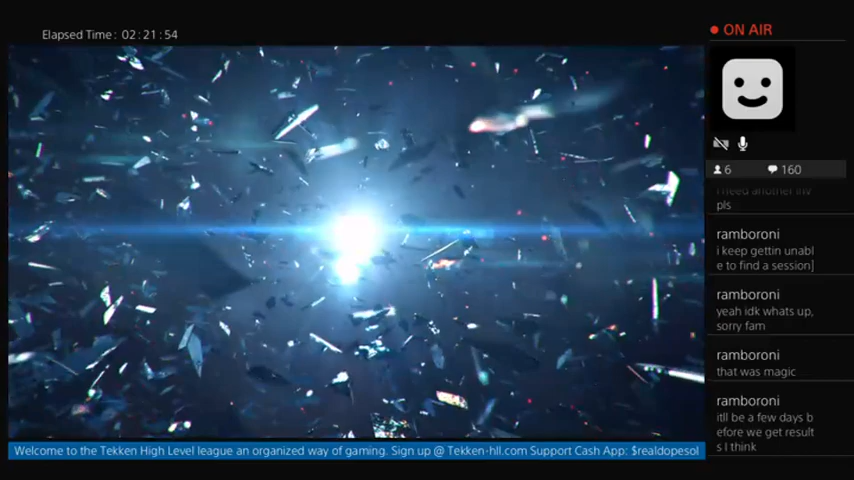 Elapsed Time: 02:21:54
ON AIR
6
160
i need another inv
pls
ramboroni
i keep gettin unabl
e to find a session]
ramboroni
yeah idk whats up,
sorry fam
ramboroni
that was magic
ramboroni
itll be a few days b
efore we get result
s I think
Welcome to the Tekken High Level league an organized way of gaming. Sign up @ Tekken-hll.com Support Cash App: $realdopesol